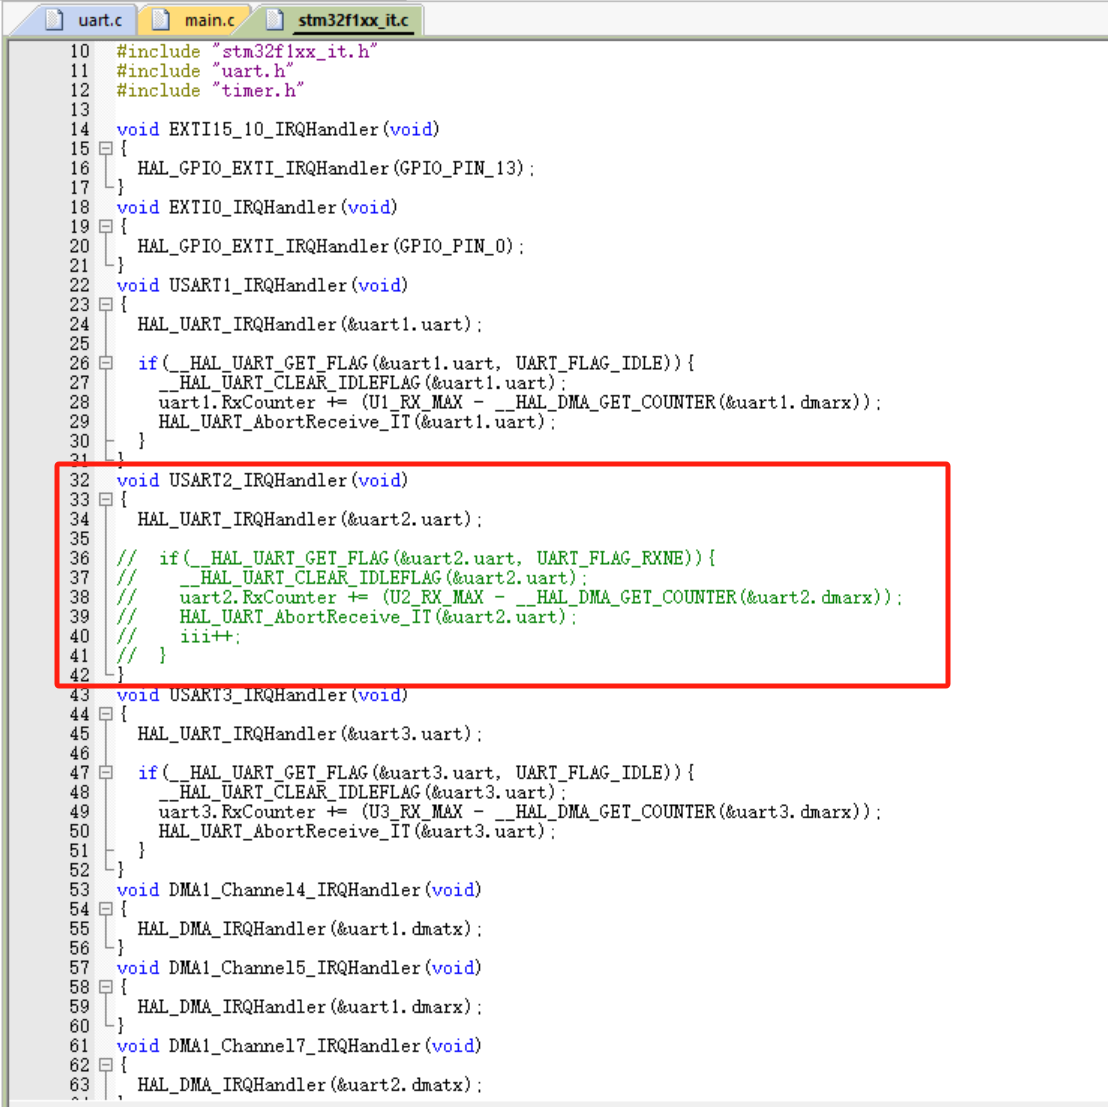 uart.c main.c stm32f1xx_it.c
10 #include "stm32f1xx_it.h"
11 #include "uart.h"
12 #include "timer.h"
13
14 void EXTI15_10_IRQHandler(void)
15 {
16 HAL_GPIO_EXTI_IRQHandler(GPIO_PIN_13);
17 }
18 void EXTI0_IRQHandler(void)
19 {
20 HAL_GPIO_EXTI_IRQHandler(GPIO_PIN_0);
21 }
22 void USART1_IRQHandler(void)
23 {
24 HAL_UART_IRQHandler(&uart1.uart);
25
26 if(__HAL_UART_GET_FLAG(&uart1.uart, UART_FLAG_IDLE)){
27 __HAL_UART_CLEAR_IDLEFLAG(&uart1.uart);
28 uart1.RxCounter += (U1_RX_MAX - __HAL_DMA_GET_COUNTER(&uart1.dmarx));
29 HAL_UART_AbortReceive_IT(&uart1.uart);
30 }
31 }
32 void USART2_IRQHandler(void)
33 {
34 HAL_UART_IRQHandler(&uart2.uart);
35
36 // if(__HAL_UART_GET_FLAG(&uart2.uart, UART_FLAG_RXNE)){
37 // __HAL_UART_CLEAR_IDLEFLAG(&uart2.uart);
38 // uart2.RxCounter += (U2_RX_MAX - __HAL_DMA_GET_COUNTER(&uart2.dmarx));
39 // HAL_UART_AbortReceive_IT(&uart2.uart);
40 // iii++;
41 // }
42 }
43 void USART3_IRQHandler(void)
44 {
45 HAL_UART_IRQHandler(&uart3.uart);
46
47 if(__HAL_UART_GET_FLAG(&uart3.uart, UART_FLAG_IDLE)){
48 __HAL_UART_CLEAR_IDLEFLAG(&uart3.uart);
49 uart3.RxCounter += (U3_RX_MAX - __HAL_DMA_GET_COUNTER(&uart3.dmarx));
50 HAL_UART_AbortReceive_IT(&uart3.uart);
51 }
52 }
53 void DMA1_Channel4_IRQHandler(void)
54 {
55 HAL_DMA_IRQHandler(&uart1.dmatx);
56 }
57 void DMA1_Channel5_IRQHandler(void)
58 {
59 HAL_DMA_IRQHandler(&uart1.dmarx);
60 }
61 void DMA1_Channel7_IRQHandler(void)
62 {
63 HAL_DMA_IRQHandler(&uart2.dmatx);